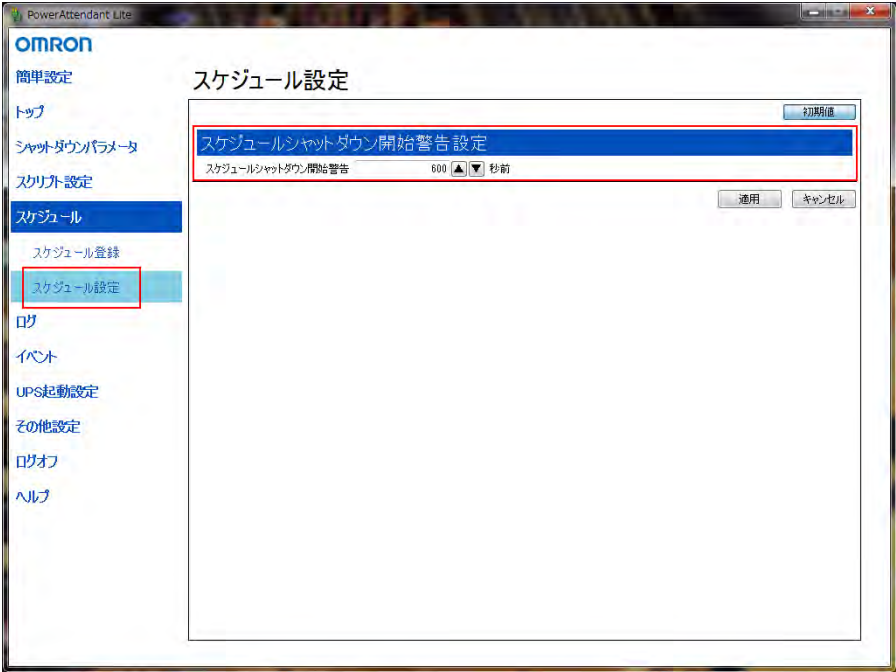 PowerAttendant Lite
OMRON
簡単設定
トップ
シャットダウンパラメータ
スクリプト設定
スケジュール
スケジュール登録
スケジュール設定
ログ
イベント
UPS起動設定
その他設定
ログオフ
ヘルプ
スケジュール設定
初期値
スケジュールシャットダウン開始警告設定
スケジュールシャットダウン開始警告 600 ▲ ▼ 秒前
適用 キャンセル